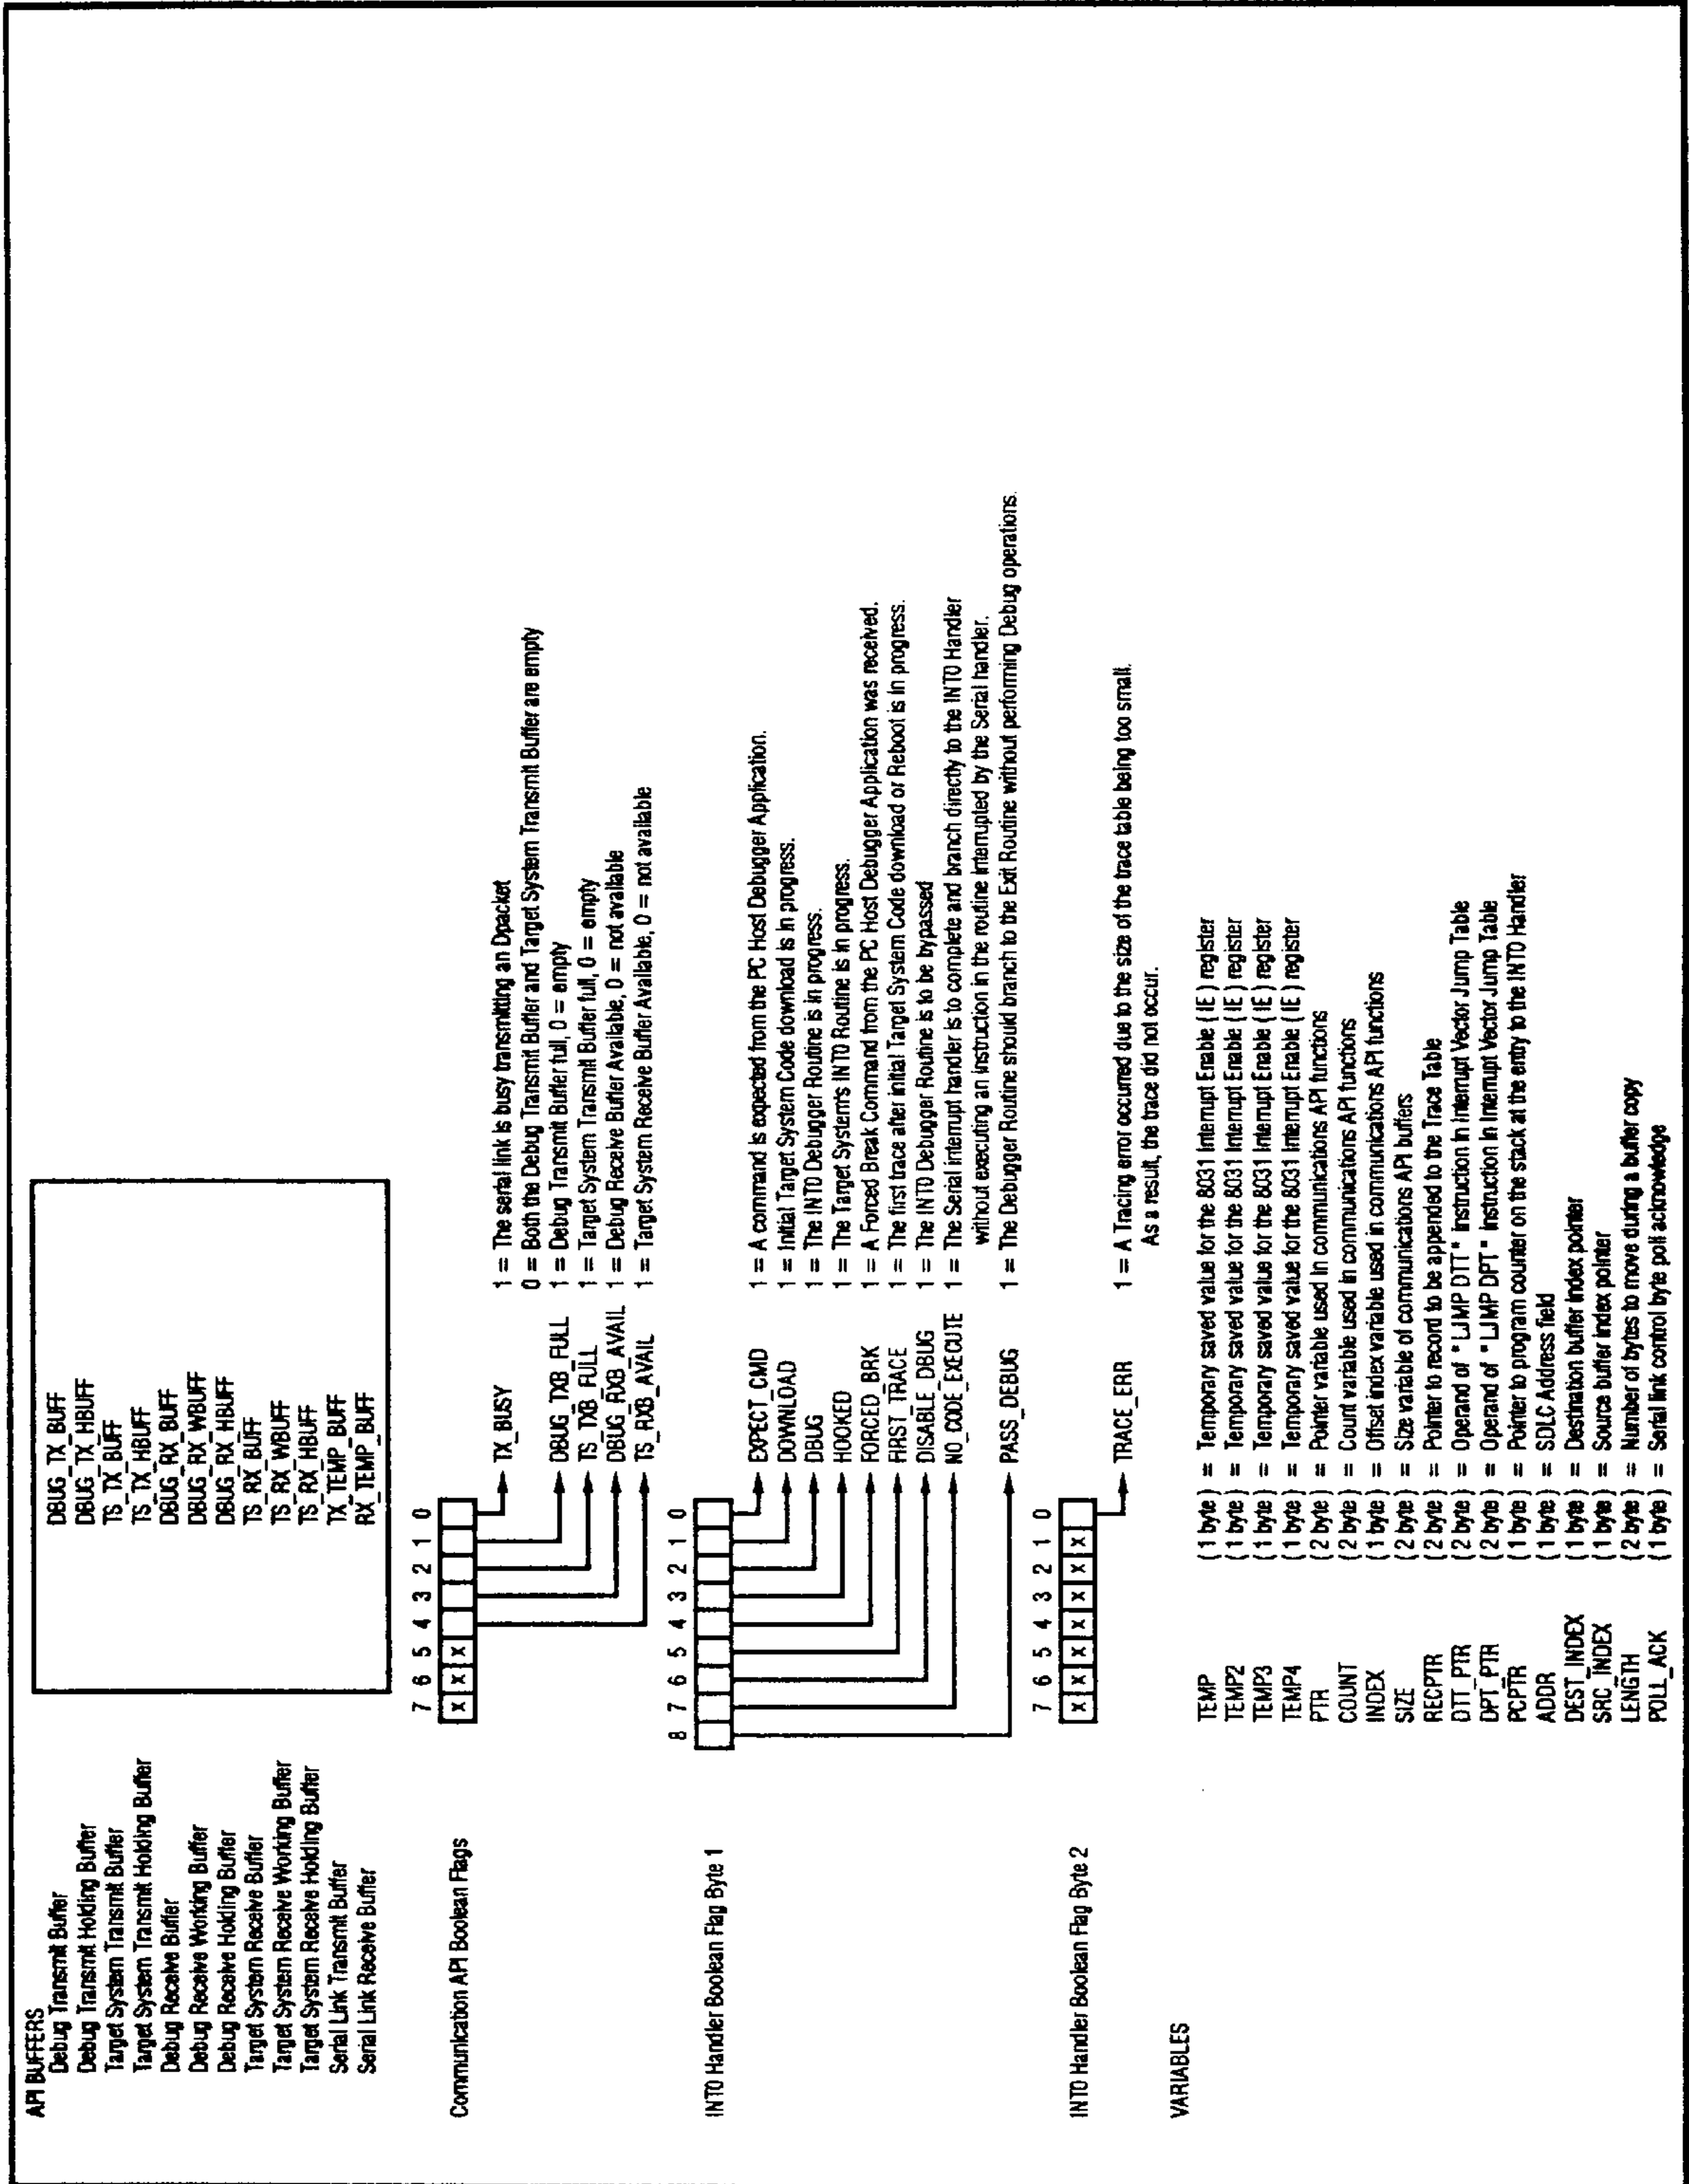 API BUFFERS
Debug Transmit Buffer DBUG_TX_BUFF
Debug Transmit Holding Buffer DBUG_TX_HBUFF
Target System Transmit Buffer TS_TX_BUFF
Target System Transmit Holding Buffer TS_TX_HBUFF
Debug Receive Buffer DBUG_RX_BUFF
Debug Receive Working Buffer DBUG_RX_WBUFF
Debug Receive Holding Buffer DBUG_RX_HBUFF
Target System Receive Buffer TS_RX_BUFF
Target System Receive Working Buffer TS_RX_WBUFF
Target System Receive Holding Buffer TS_RX_HBUFF
Serial Link Transmit Buffer TX_TEMP_BUFF
Serial Link Receive Buffer RX_TEMP_BUFF
7 6 5 4 3 2 1 0
Communication API Boolean Flags X X X
TX_BUSY 1 = The serial link is busy transmitting an Dpacket
0 = Both the Debug Transmit Buffer and Target System Transmit Buffer are empty
DBUG_TXB_FULL 1 = Debug Transmit Buffer full, 0 = empty
TS_TXB_FULL 1 = Target System Transmit Buffer full, 0 = empty
DBUG_RXB_AVAIL 1 = Debug Receive Buffer Available, 0 = not available
TS_RXB_AVAIL 1 = Target System Receive Buffer Available, 0 = not available
8 7 6 5 4 3 2 1 0
INT0 Handler Boolean Flag Byte 1
EXPECT_CMD 1 = A command is expected from the PC Host Debugger Application.
DOWNLOAD 1 = Initial Target System Code download is in progress.
DBUG 1 = The INT0 Debugger Routine is in progress.
HOOKED 1 = The Target System's INT0 Routine is in progress.
FORCED_BRK 1 = A Forced Break Command from the PC Host Debugger Application was received.
FIRST_TRACE 1 = The first trace after initial Target System Code download or Reboot is in progress.
DISABLE_DBUG 1 = The INT0 Debugger Routine is to be bypassed
NO_CODE_EXECUTE 1 = The Serial interrupt handler is to complete and branch directly to the INT0 Handler
without executing an instruction in the routine interrupted by the Serial handler.
PASS_DEBUG 1 = The Debugger Routine should branch to the Exit Routine without performing Debug operations.
7 6 5 4 3 2 1 0
INT0 Handler Boolean Flag Byte 2 X X X X X X X
TRACE_ERR 1 = A Tracing error occurred due to the size of the trace table being too small.
As a result, the trace did not occur.
VARIABLES
TEMP (1 byte) = Temporary saved value for the 8031 Interrupt Enable (IE) register
TEMP2 (1 byte) = Temporary saved value for the 8031 Interrupt Enable (IE) register
TEMP3 (1 byte) = Temporary saved value for the 8031 Interrupt Enable (IE) register
TEMP4 (1 byte) = Temporary saved value for the 8031 Interrupt Enable (IE) register
PTR (2 byte) = Pointer variable used in communications API functions
COUNT (2 byte) = Count variable used in communications API functions
INDEX (1 byte) = Offset index variable used in communications API functions
SIZE (2 byte) = Size variable of communications API buffers
RECPTR (2 byte) = Pointer to record to be appended to the Trace Table
DTT_PTR (2 byte) = Operand of "LJMP DTT" instruction in Interrupt Vector Jump Table
DPT_PTR (2 byte) = Operand of "LJMP DPT" instruction in Interrupt Vector Jump Table
PCPTR (1 byte) = Pointer to program counter on the stack at the entry to the INT0 Handler
ADDR (1 byte) = SDLC Address field
DEST_INDEX (1 byte) = Destination buffer index pointer
SRC_INDEX (1 byte) = Source buffer index pointer
LENGTH (2 byte) = Number of bytes to move during a buffer copy
POLL_ACK (1 byte) = Serial link control byte poll acknowledge